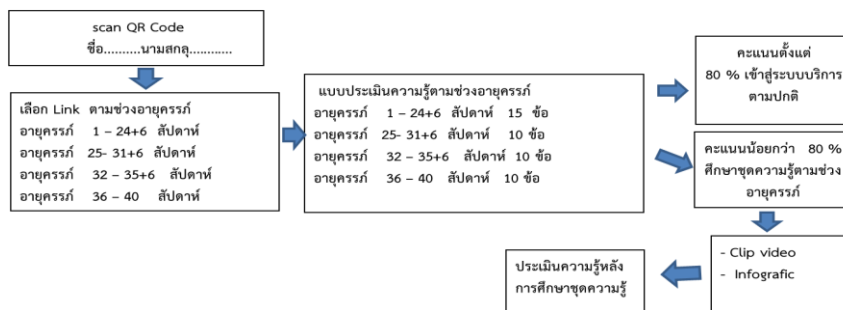 scan QR Code
ชื่อ..........นามสกลุ...........
เลือก Link ตามช่วงอายุครรภ์
อายุครรภ์ 1 – 24+6 สัปดาห์
อายุครรภ์ 25- 31+6 สัปดาห์
อายุครรภ์ 32 – 35+6 สัปดาห์
อายุครรภ์ 36 – 40 สัปดาห์
แบบประเมินความรู้ตามช่วงอายุครรภ์
อายุครรภ์ 1 – 24+6 สัปดาห์ 15 ข้อ
อายุครรภ์ 25- 31+6 สัปดาห์ 10 ข้อ
อายุครรภ์ 32 – 35+6 สัปดาห์ 10 ข้อ
อายุครรภ์ 36 – 40 สัปดาห์ 10 ข้อ
คะแนนตั้งแต่
80 % เข้าสู่ระบบบริการ
ตามปกติ
คะแนนน้อยกว่า 80 %
ศึกษาชุดความรู้ตามช่วง
อายุครรภ์
- Clip video
- Infografic
ประเมินความรู้หลัง
การศึกษาชุดความรู้